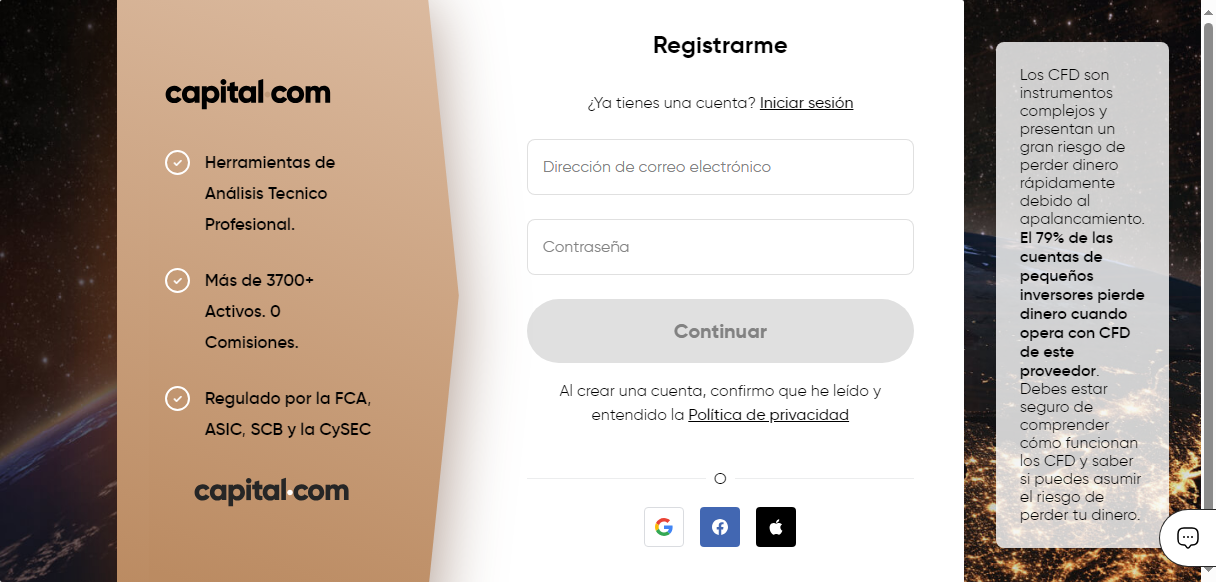 capital.com
Herramientas de
Análisis Tecnico
Profesional.
Más de 3700+
Activos. 0
Comisiones.
Regulado por la FCA,
ASIC, SCB y la CySEC
capital.com
Registrarme
¿Ya tienes una cuenta? Iniciar sesión
Dirección de correo electrónico
Contraseña
Continuar
Al crear una cuenta, confirmo que he leído y
entendido la Política de privacidad
O
Los CFD son
instrumentos
complejos y
presentan un
gran riesgo de
perder dinero
rápidamente
debido al
apalancamiento.
El 79% de las
cuentas de
pequeños
inversores pierde
dinero cuando
opera con CFD
de este
proveedor.
Debes estar
seguro de
comprender
cómo funcionan
los CFD y saber
si puedes asumir
el riesgo de
perder tu dinero.